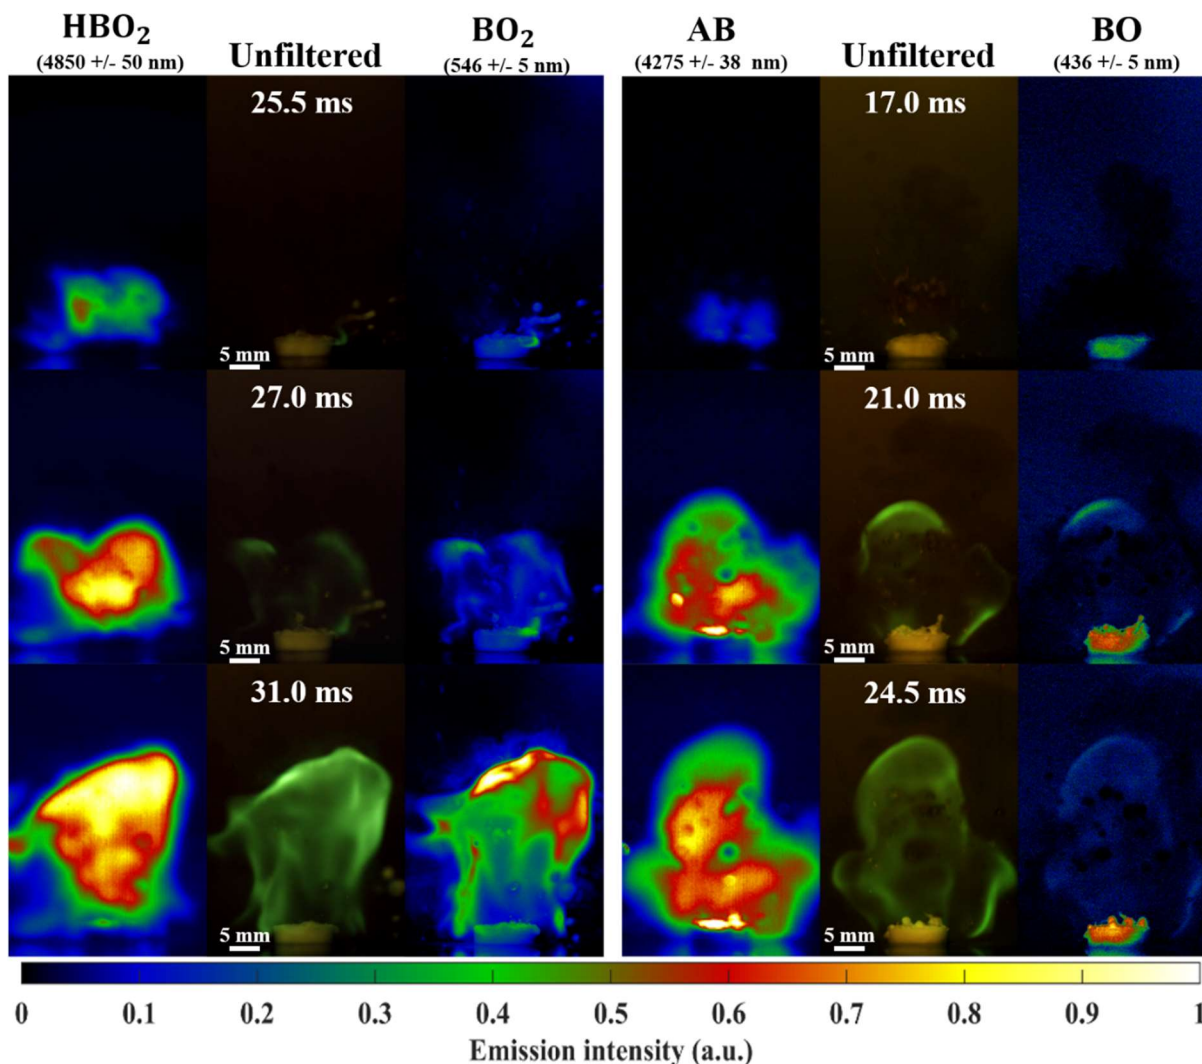 HBO₂
(4850 +/- 50 nm)
Unfiltered
BO₂
(546 +/- 5 nm)
AB
(4275 +/- 38 nm)
Unfiltered
BO
(436 +/- 5 nm)
25.5 ms
17.0 ms
5 mm
5 mm
27.0 ms
21.0 ms
5 mm
5 mm
31.0 ms
24.5 ms
5 mm
5 mm
0 0.1 0.2 0.3 0.4 0.5 0.6 0.7 0.8 0.9 1
Emission intensity (a.u.)